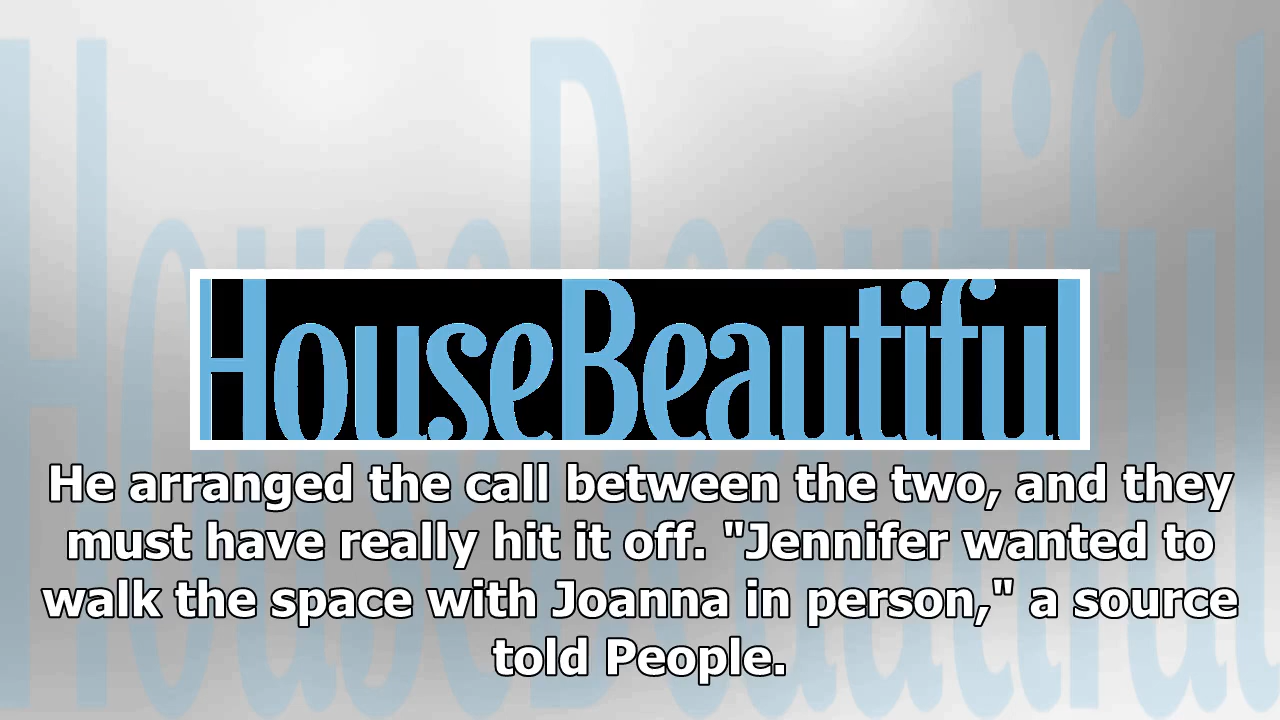 HouseBeautiful
HouseBeautiful
He arranged the call between the two, and they
must have really hit it off. "Jennifer wanted to
walk the space with Joanna in person," a source
told People.